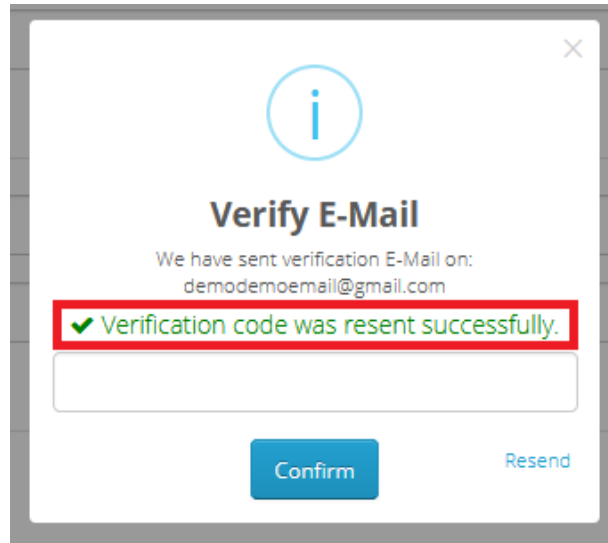 Verify E-Mail
We have sent verification E-Mail on:
demodemoemail@gmail.com
✔ Verification code was resent successfully.
Confirm
Resend